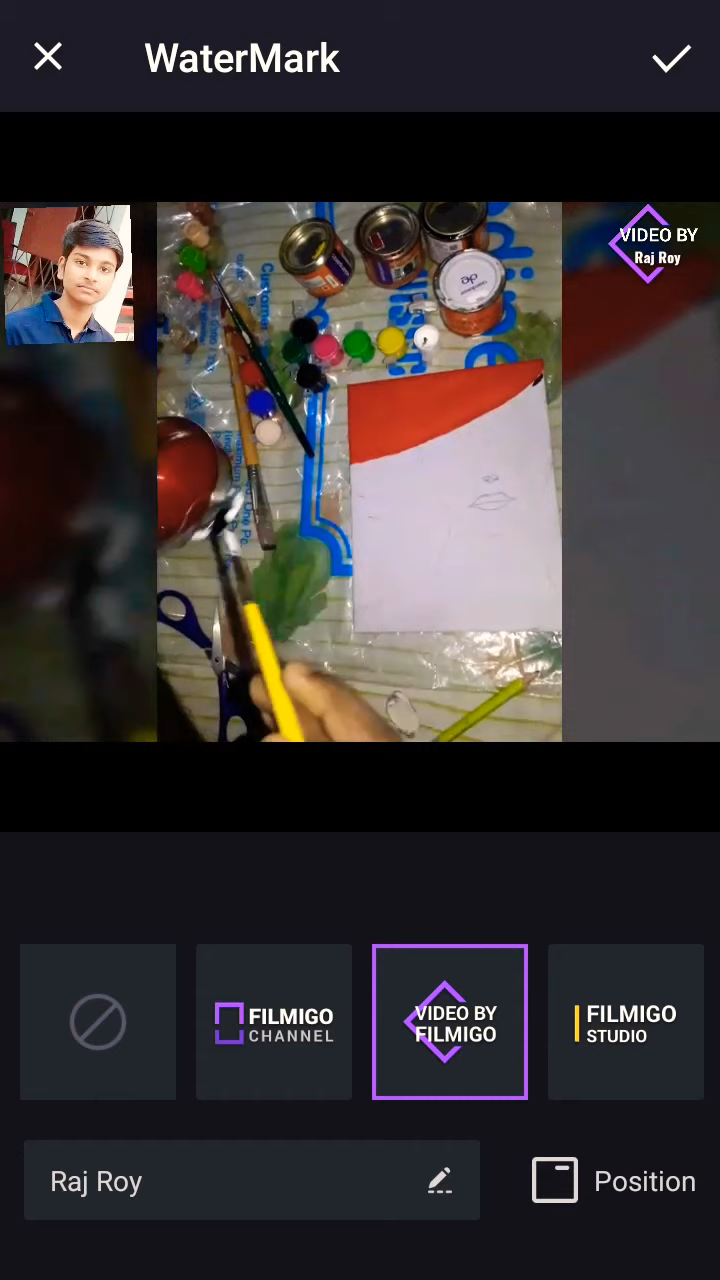 WaterMark
VIDEO BY
Raj Roy
FILMIGO
CHANNEL
VIDEO BY
FILMIGO
FILMIGO
STUDIO
Raj Roy
Position